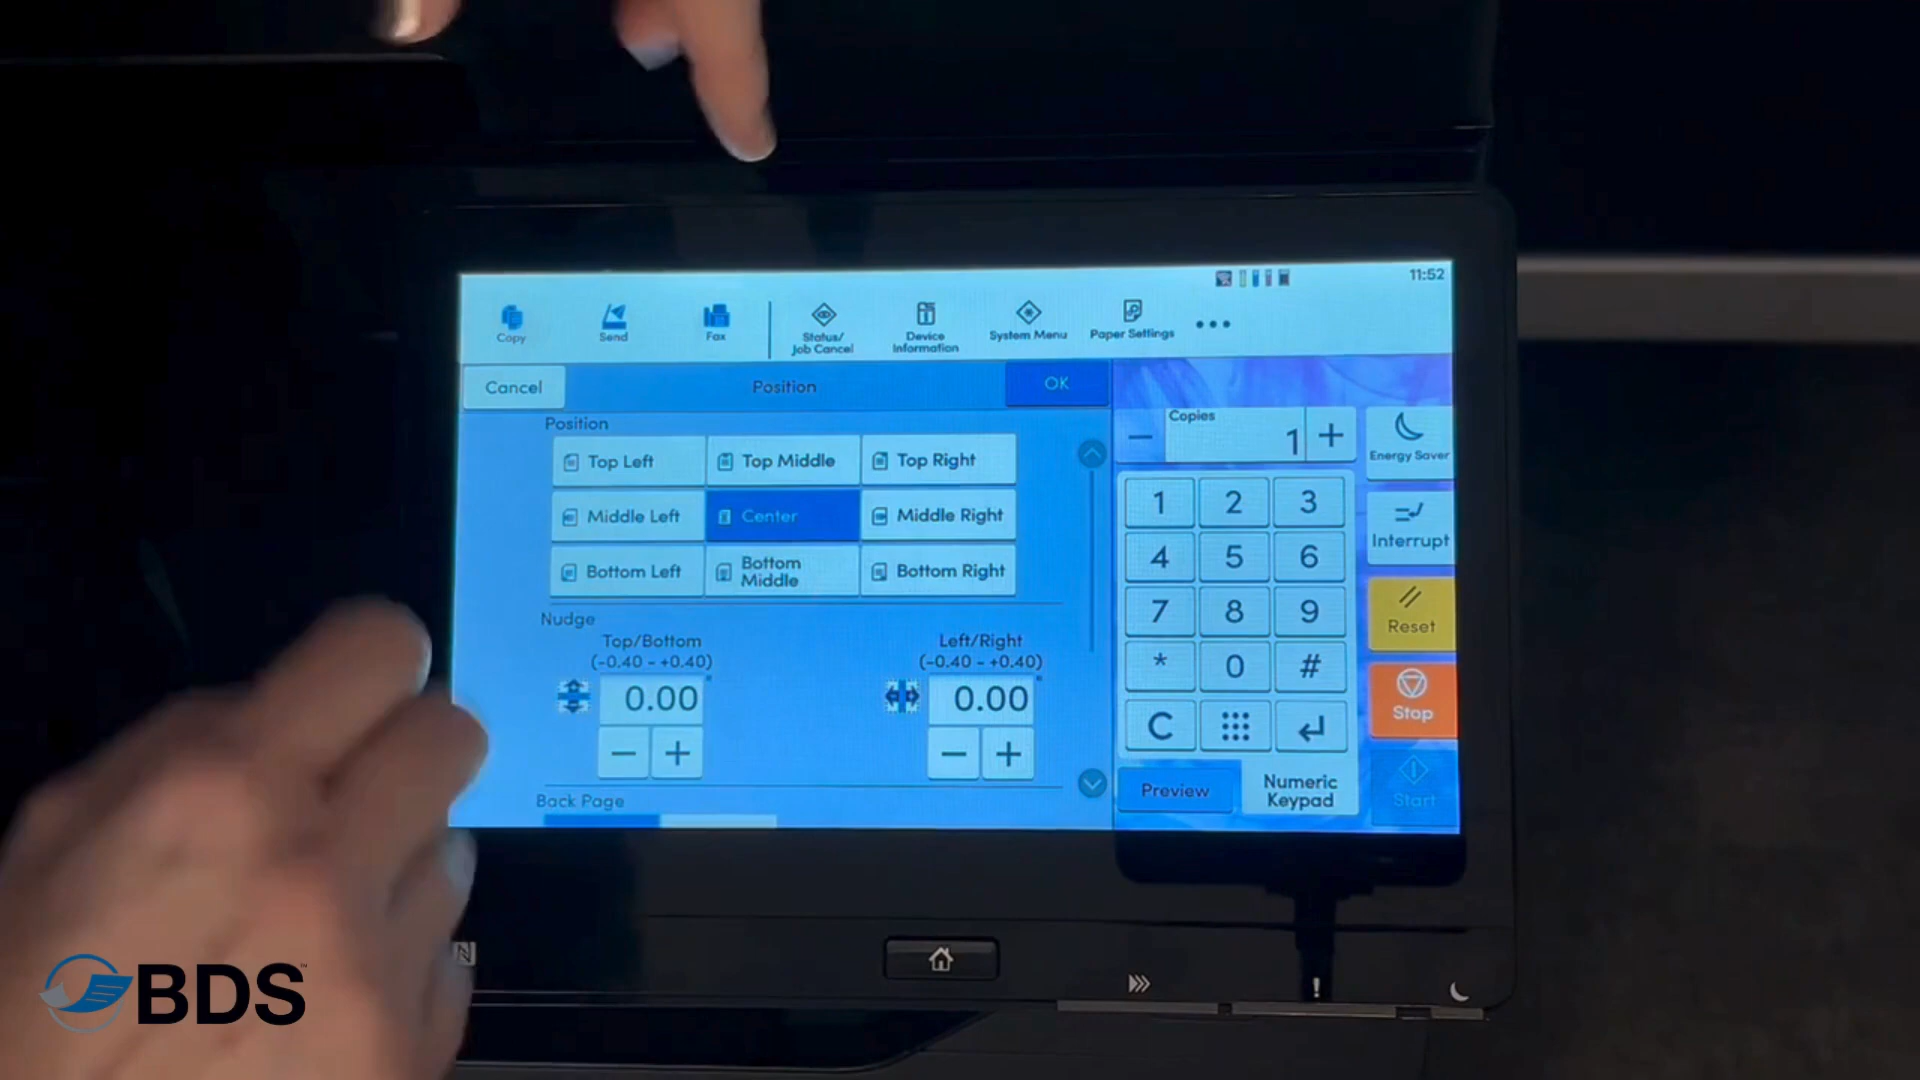 11:52
Copy
Send
Fax
Status/
Job Cancel
Device
Information
System Menu
Paper Settings
Cancel
Position
OK
Position
Top Left
Top Middle
Top Right
Middle Left
Center
Middle Right
Bottom Left
Bottom
Middle
Bottom Right
Nudge
Top/Bottom
(-0.40 - +0.40)
0.00 "
− +
Left/Right
(-0.40 - +0.40)
0.00 "
− +
Back Page
Copies
− 1 +
1 2 3
4 5 6
7 8 9
* 0 #
C
Preview
Numeric
Keypad
Energy Saver
Interrupt
Reset
Stop
Start
N
BDS™